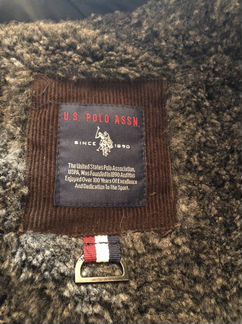 U.S. POLO ASSN.
SINCE 1890
The United States Polo Association,
USPA, Was Founded in 1890 And Has
Enjoyed Over 100 Years Of Excellence
And Dedication To The Sport.